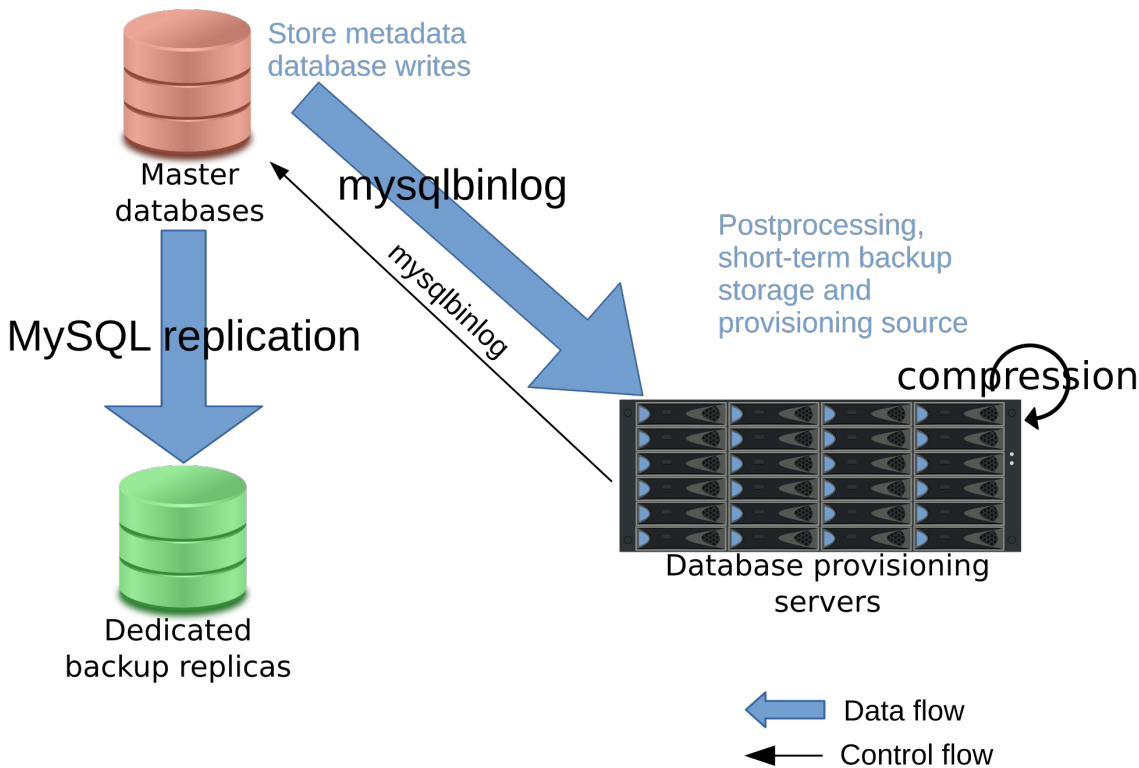 Store metadata
database writes
Master
databases
mysqlbinlog
mysqlbinlog
Postprocessing,
short-term backup
storage and
provisioning source
MySQL replication
compression
Database provisioning
servers
Dedicated
backup replicas
Data flow
Control flow